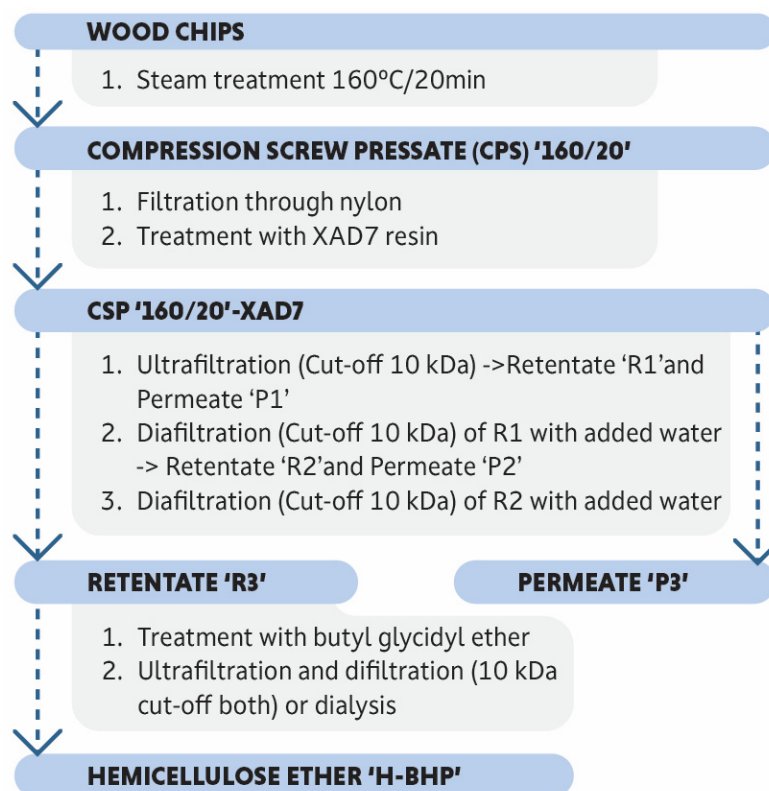 WOOD CHIPS
1. Steam treatment 160ºC/20min
COMPRESSION SCREW PRESSATE (CPS) '160/20'
1. Filtration through nylon
2. Treatment with XAD7 resin
CSP '160/20'-XAD7
1. Ultrafiltration (Cut-off 10 kDa) ->Retentate 'R1'and
Permeate 'P1'
2. Diafiltration (Cut-off 10 kDa) of R1 with added water
-> Retentate 'R2'and Permeate 'P2'
3. Diafiltration (Cut-off 10 kDa) of R2 with added water
RETENTATE 'R3'
PERMEATE 'P3'
1. Treatment with butyl glycidyl ether
2. Ultrafiltration and difiltration (10 kDa
cut-off both) or dialysis
HEMICELLULOSE ETHER 'H-BHP'